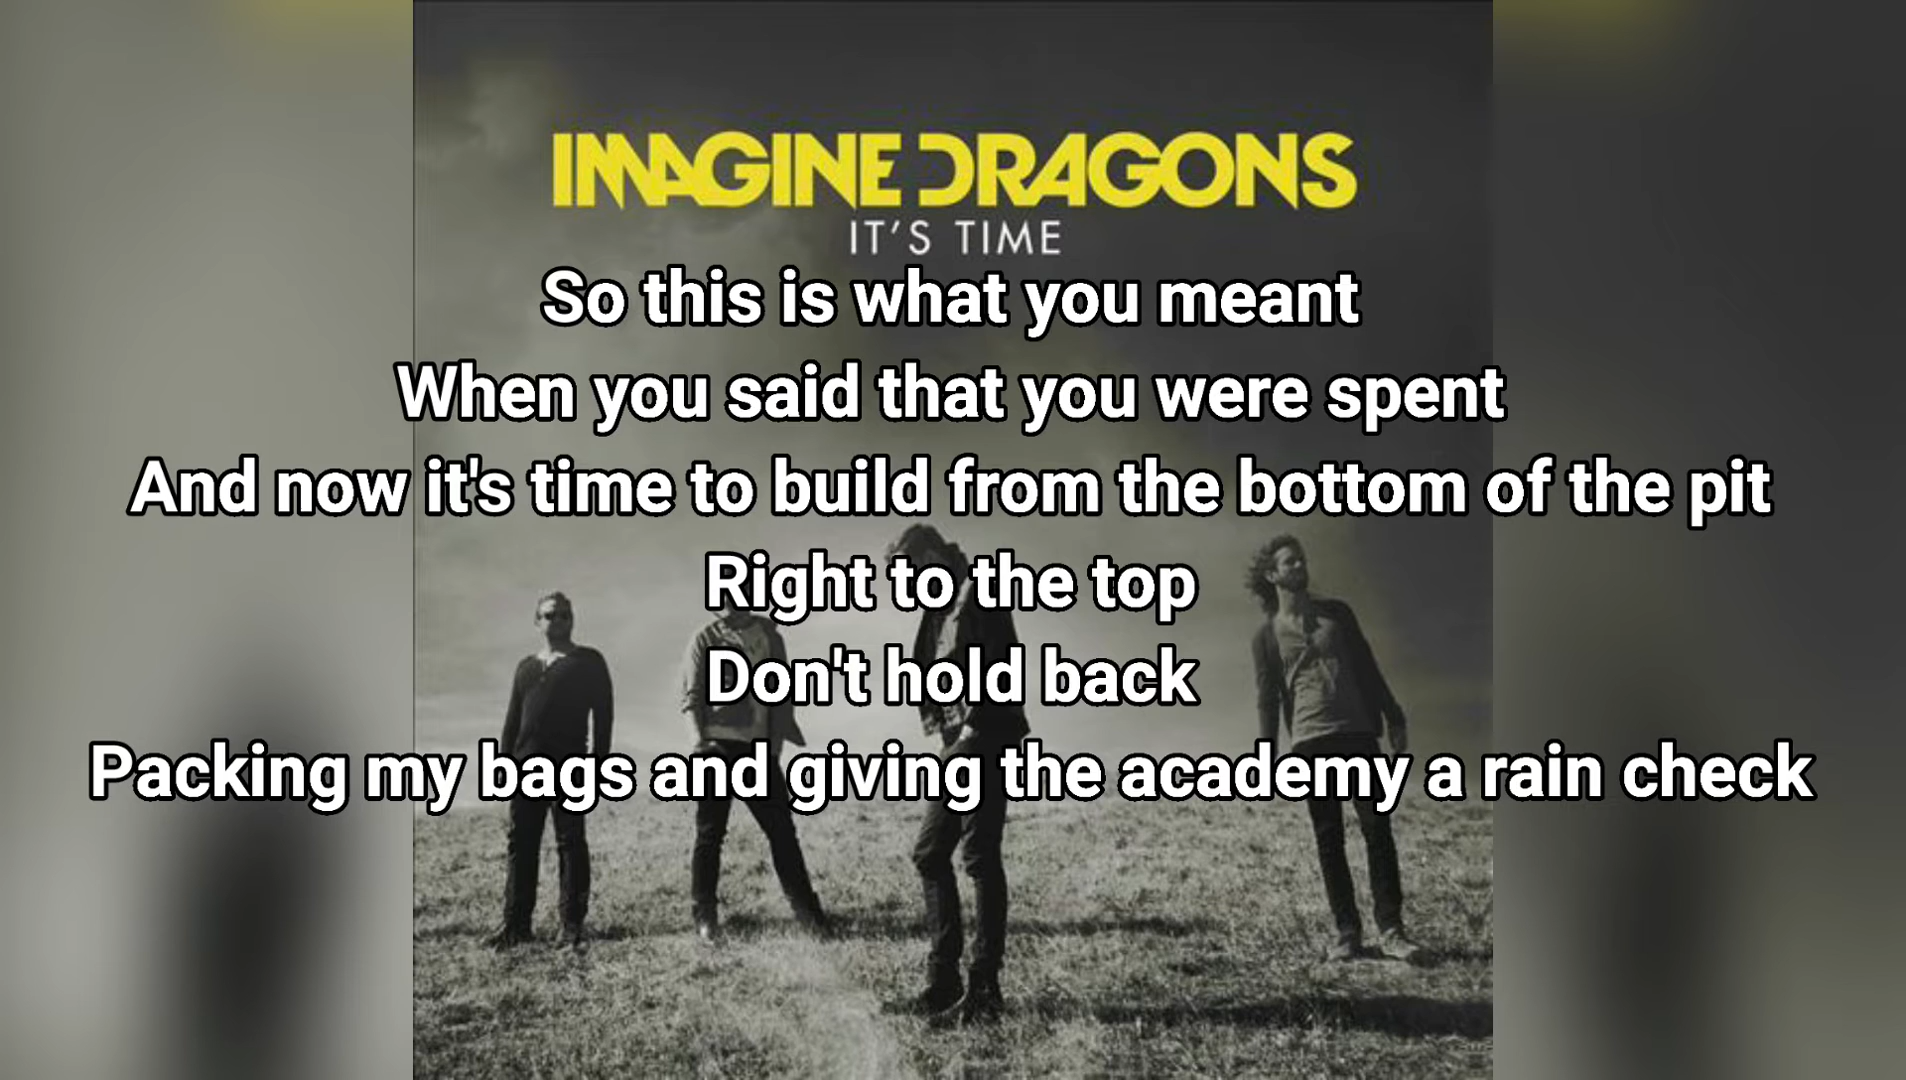 IMAGINE DRAGONS
IT'S TIME
So this is what you meant
When you said that you were spent
And now it's time to build from the bottom of the pit
Right to the top
Don't hold back
Packing my bags and giving the academy a rain check